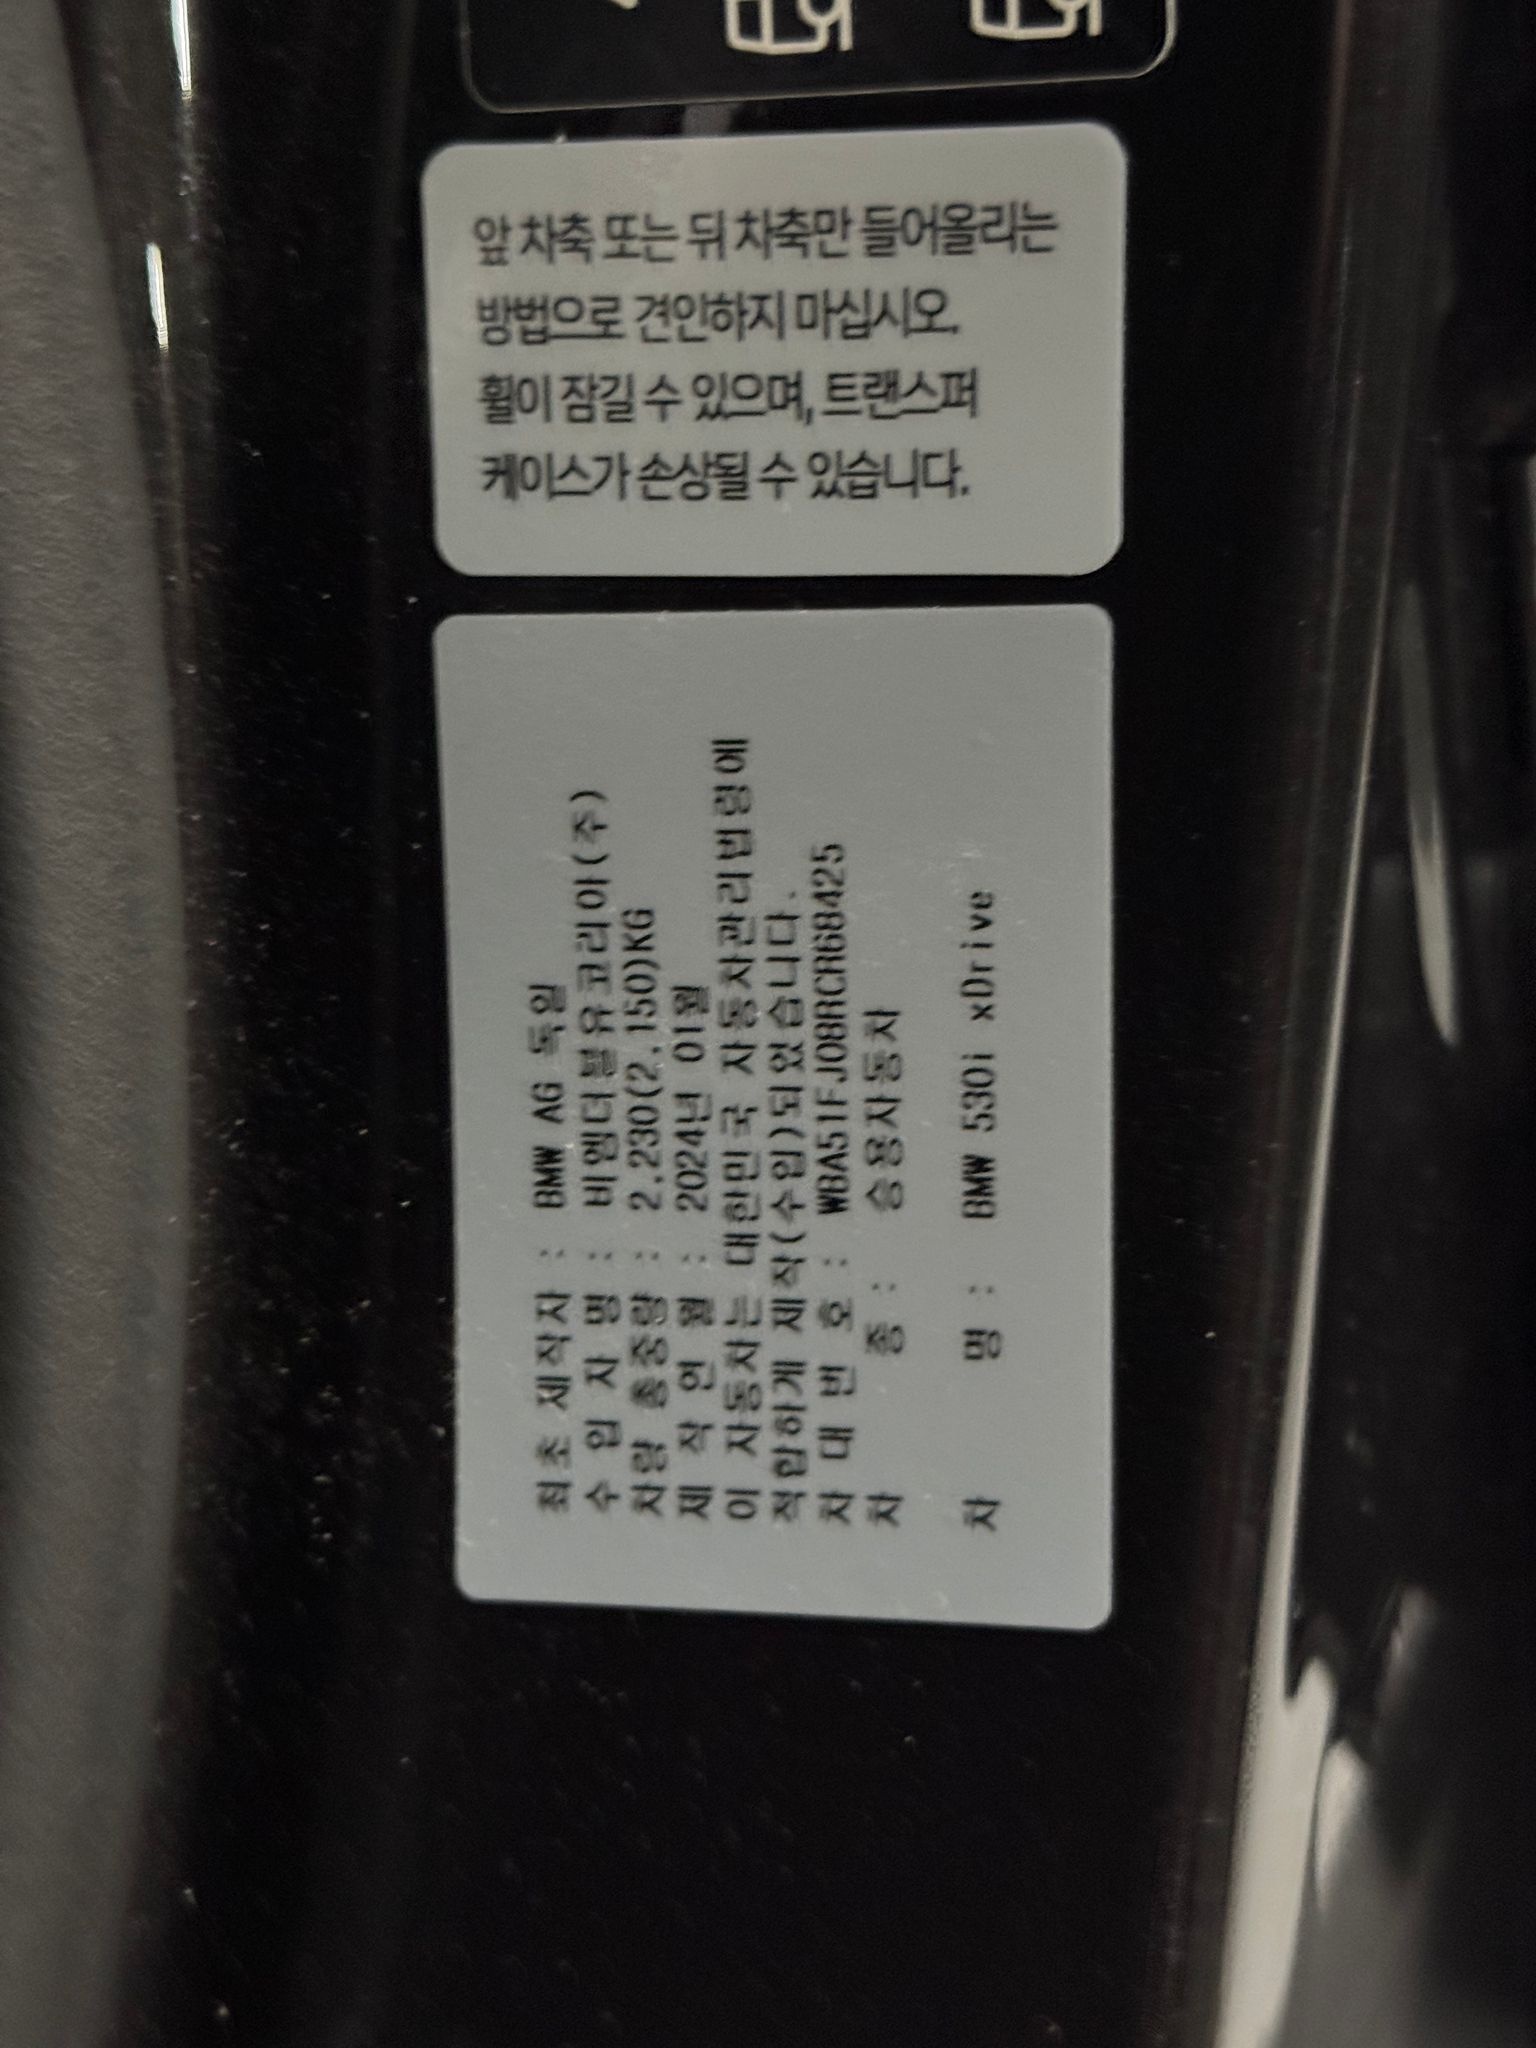 앞 차축 또는 뒤 차축만 들어올리는
방법으로 견인하지 마십시오.
휠이 잠길 수 있으며, 트랜스퍼
케이스가 손상될 수 있습니다.
최초 제작자 : BMW AG 독일
수 입 자 명 : 비엠더블유코리아(주)
차량 총중량 : 2,230(2,150)KG
제 작 연 월 : 2024년 01월
이 자동차는 대한민국 자동차관리법령에
적합하게 제작(수입)되었습니다.
차 대 번 호 : WBA51FJ08RCR68425
차 종 : 승용자동차
차 명 : BMW 530i xDrive